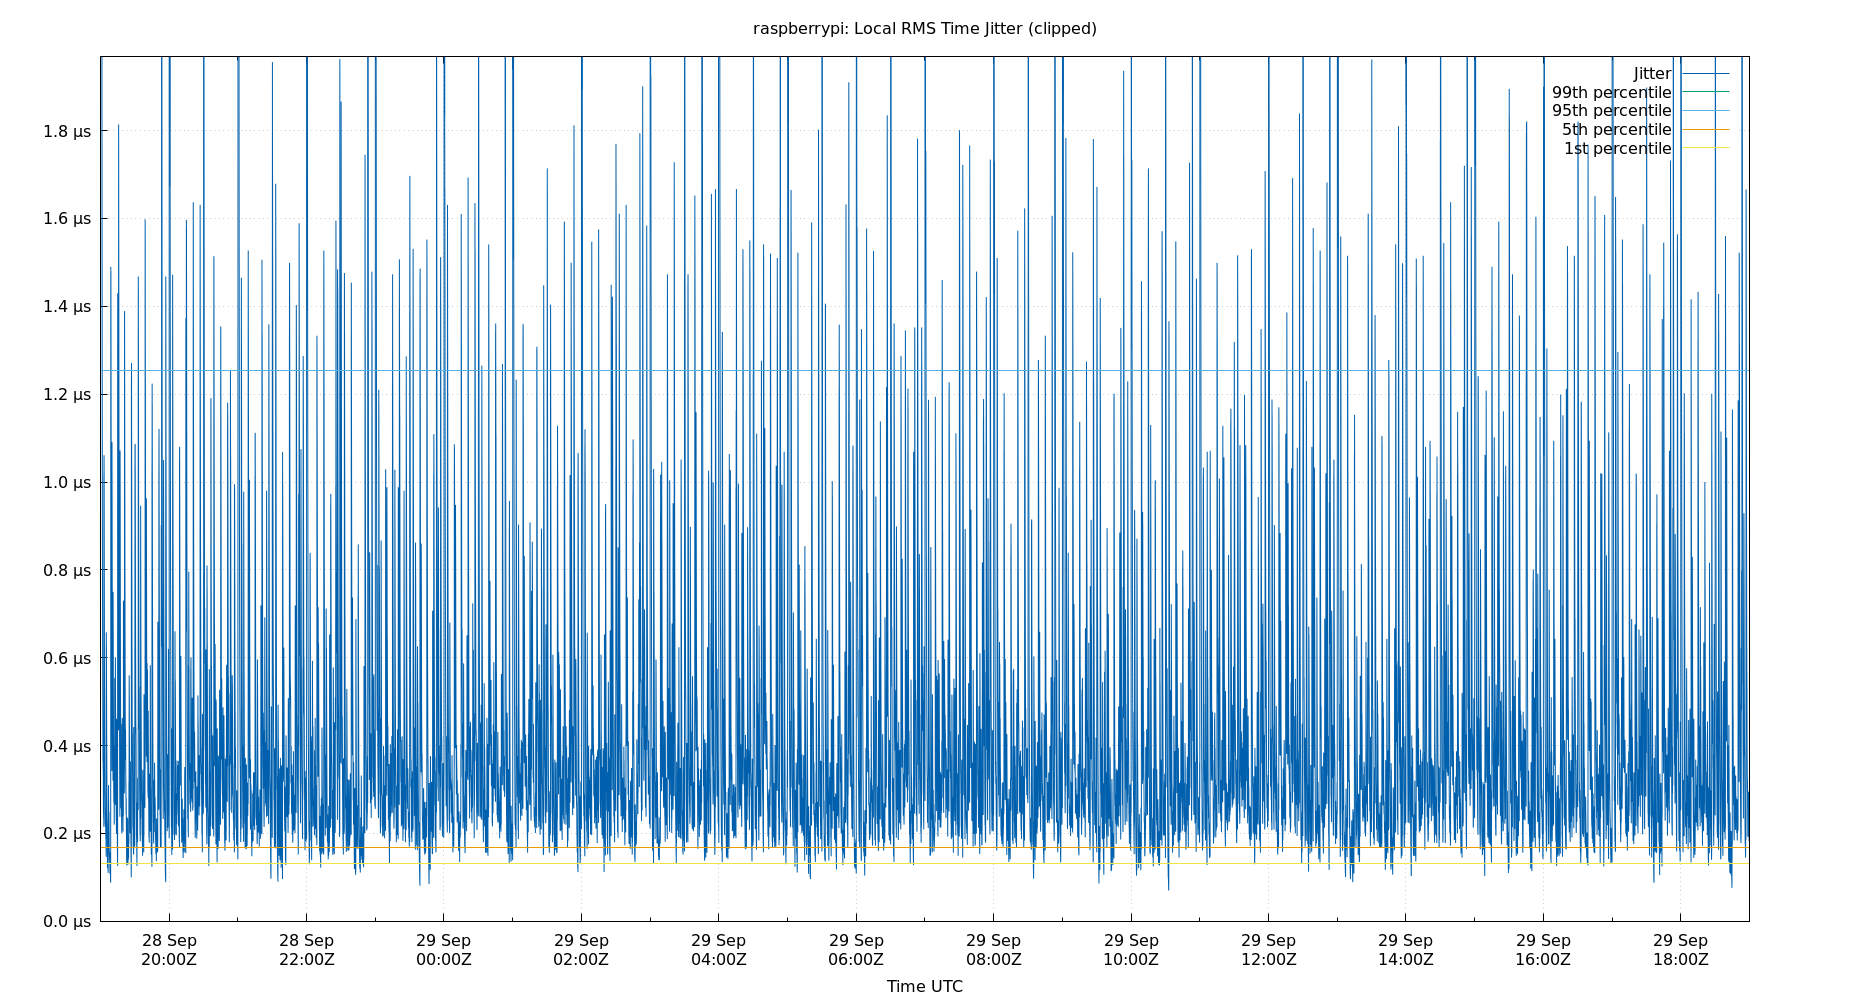 raspberrypi: Local RMS Time Jitter (clipped)
Jitter
99th percentile
95th percentile
5th percentile
1st percentile
1.8 µs
1.6 µs
1.4 µs
1.2 µs
1.0 µs
0.8 µs
0.6 µs
0.4 µs
0.2 µs
0.0 µs
28 Sep 28 Sep 29 Sep 29 Sep 29 Sep 29 Sep 29 Sep 29 Sep 29 Sep 29 Sep 29 Sep 29 Sep
20:00Z 22:00Z 00:00Z 02:00Z 04:00Z 06:00Z 08:00Z 10:00Z 12:00Z 14:00Z 16:00Z 18:00Z
Time UTC